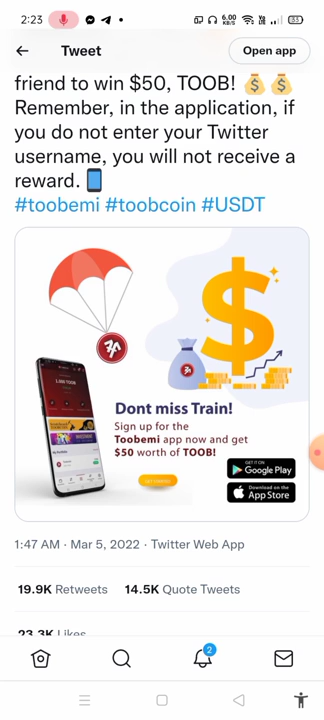 2:23
6.00
KB/S
33
Tweet
Open app
friend to win $50, TOOB! 💰 💰
Remember, in the application, if
you do not enter your Twitter
username, you will not receive a
reward. 📱
#toobemi #toobcoin #USDT
Dont miss Train!
Sign up for the
Toobemi app now and get
$50 worth of TOOB!
GET IT ON
Google Play
Download on the
App Store
1:47 AM · Mar 5, 2022 · Twitter Web App
19.9K Retweets 14.5K Quote Tweets
23.3K Likes
2